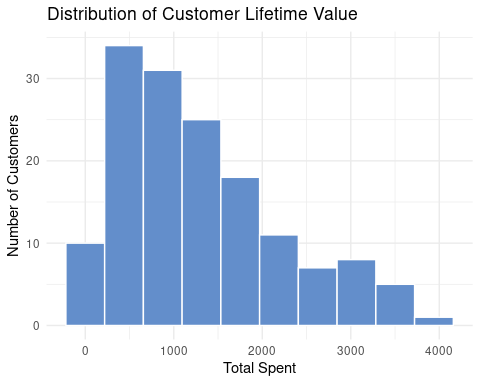 Distribution of Customer Lifetime Value
Number of Customers
30
20
10
0
0 1000 2000 3000 4000
Total Spent